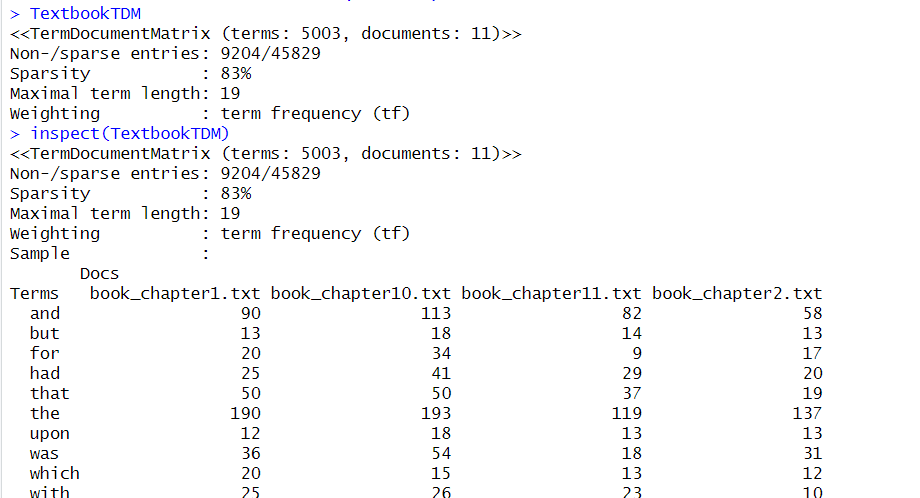 > TextbookTDM
<<TermDocumentMatrix (terms: 5003, documents: 11)>>
Non-/sparse entries: 9204/45829
Sparsity           : 83%
Maximal term length: 19
Weighting          : term frequency (tf)
> inspect(TextbookTDM)
<<TermDocumentMatrix (terms: 5003, documents: 11)>>
Non-/sparse entries: 9204/45829
Sparsity           : 83%
Maximal term length: 19
Weighting          : term frequency (tf)
Sample             :
       Docs
Terms   book_chapter1.txt book_chapter10.txt book_chapter11.txt book_chapter2.txt
  and                  90                113                 82                58
  but                  13                 18                 14                13
  for                  20                 34                  9                17
  had                  25                 41                 29                20
  that                 50                 50                 37                19
  the                 190                193                119               137
  upon                 12                 18                 13                13
  was                  36                 54                 18                31
  which                20                 15                 13                12
  with                 25                 26                 23                10